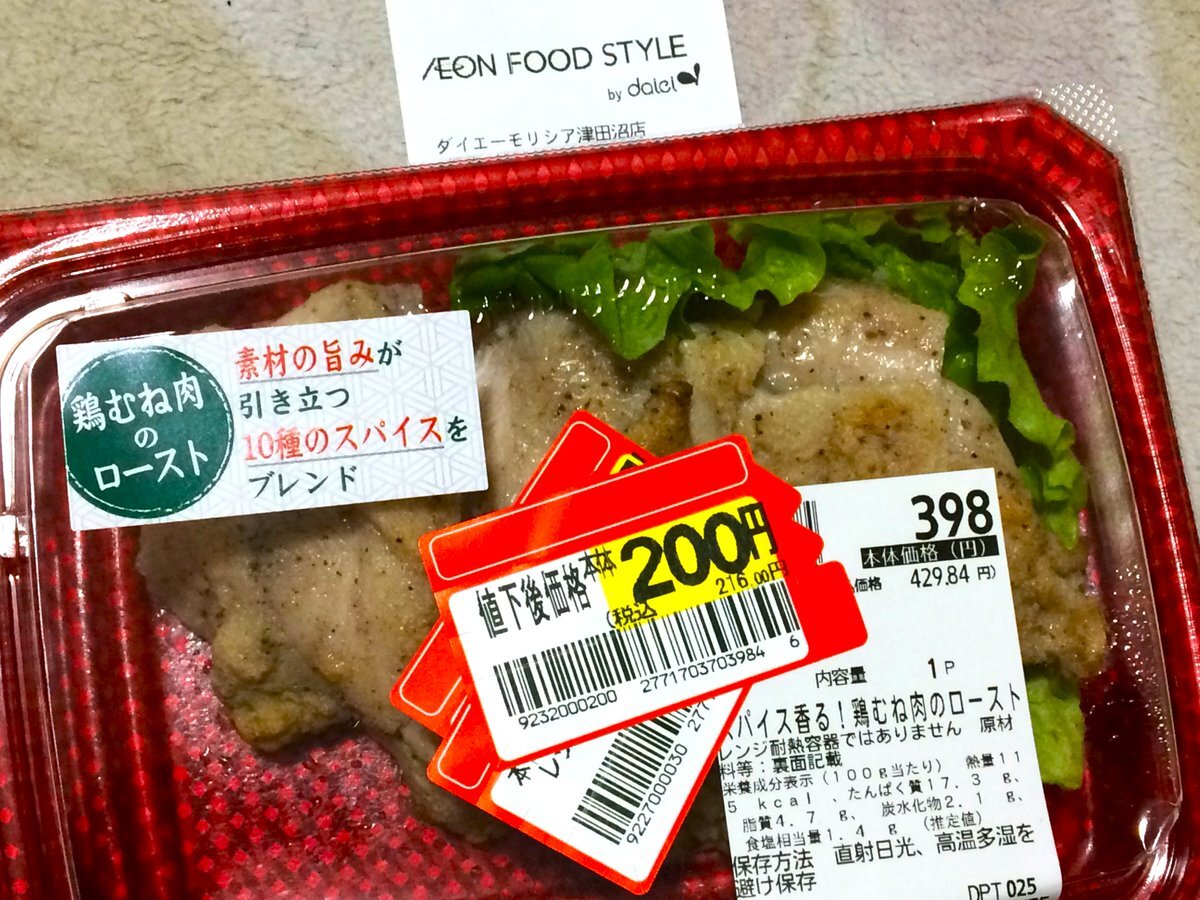 ÆON FOOD STYLE
by daiei
ダイエーモリシア津田沼店
鶏むね肉
の
ロースト
素材の旨みが
引き立つ
10種のスパイスを
ブレンド
値下後価格 本体 200円
(税込 216.00円
2771703703984 6
9232000200
9227000030
398
本体価格(円)
価格 429.84 円)
内容量 1P
スパイス香る!鶏むね肉のロースト
レンジ耐熱容器ではありません 原材
料等:裏面記載
栄養成分表示(100g当たり) 熱量11
5 kcal 、たんぱく質17.3g、
脂質4.7g、 炭水化物2.1g、
食塩相当量1.4g (推定値)
保存方法 直射日光、高温多湿を
避け保存
DPT 025